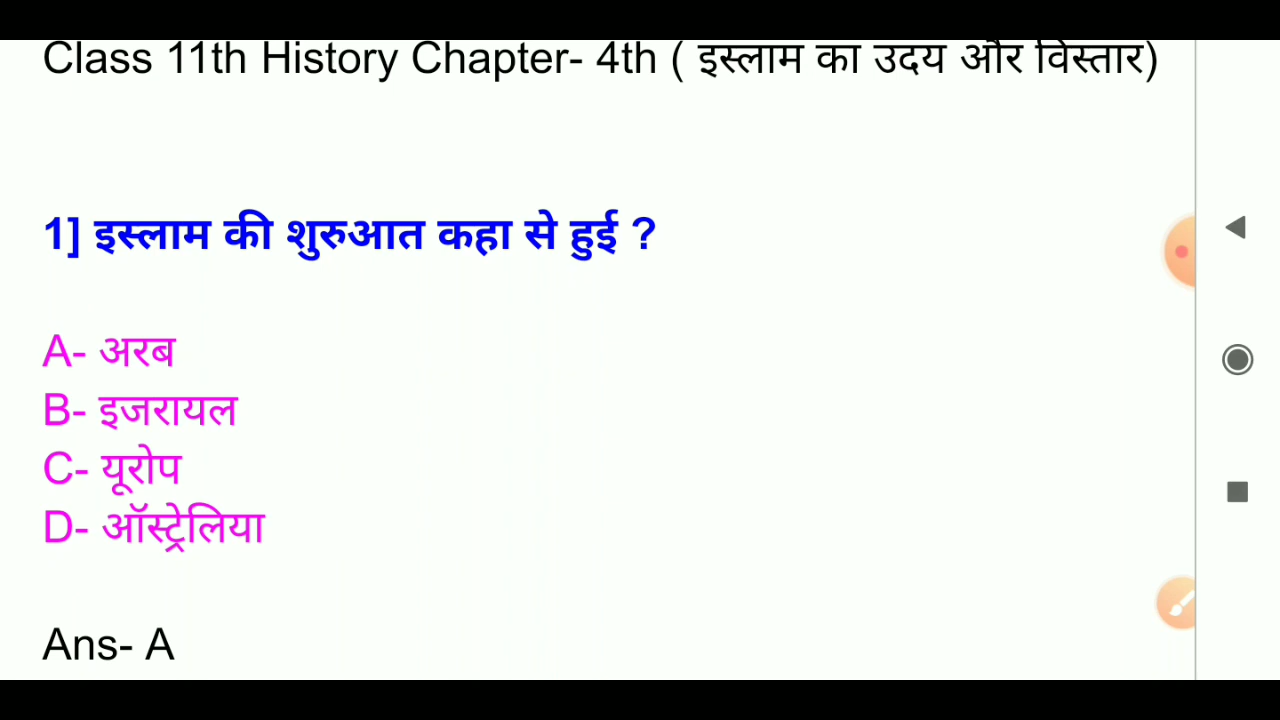 Class 11th History Chapter- 4th ( इस्लाम का उदय और विस्तार)
1] इस्लाम की शुरुआत कहा से हुई ?
A- अरब
B- इजरायल
C- यूरोप
D- ऑस्ट्रेलिया
Ans- A